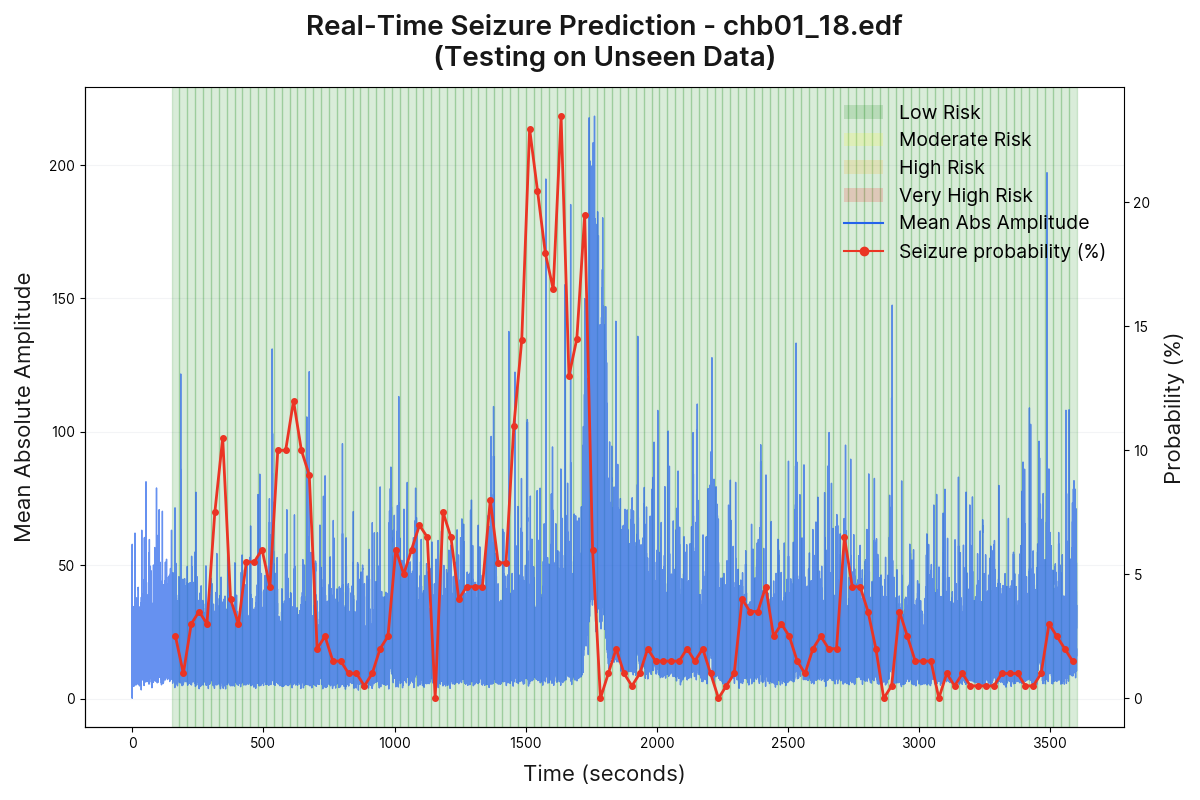 Real-Time Seizure Prediction - chb01_18.edf
(Testing on Unseen Data)
Low Risk
Moderate Risk
High Risk
Very High Risk
Mean Abs Amplitude
Seizure probability (%)
Mean Absolute Amplitude
200
150
100
50
0
Probability (%)
20
15
10
5
0
0
500
1000
1500
2000
2500
3000
3500
Time (seconds)